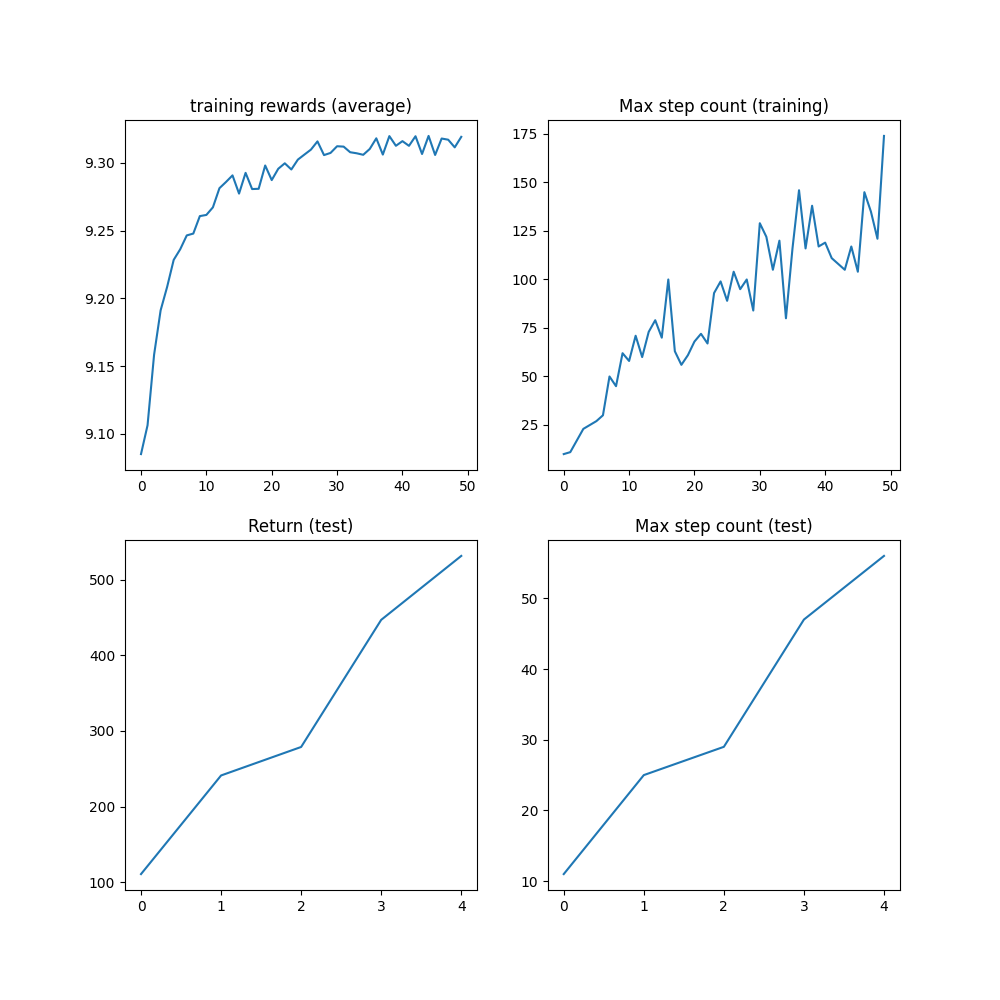 training rewards (average)
9.30
9.25
9.20
9.15
9.10
0 10 20 30 40 50
Max step count (training)
175
150
125
100
75
50
25
0 10 20 30 40 50
Return (test)
500
400
300
200
100
0 1 2 3 4
Max step count (test)
50
40
30
20
10
0 1 2 3 4